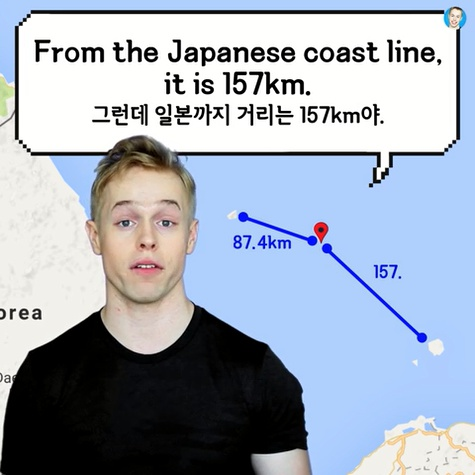 From the Japanese coast line,
it is 157km.
그런데 일본까지 거리는 157km야.
87.4km
157.
orea
Dae